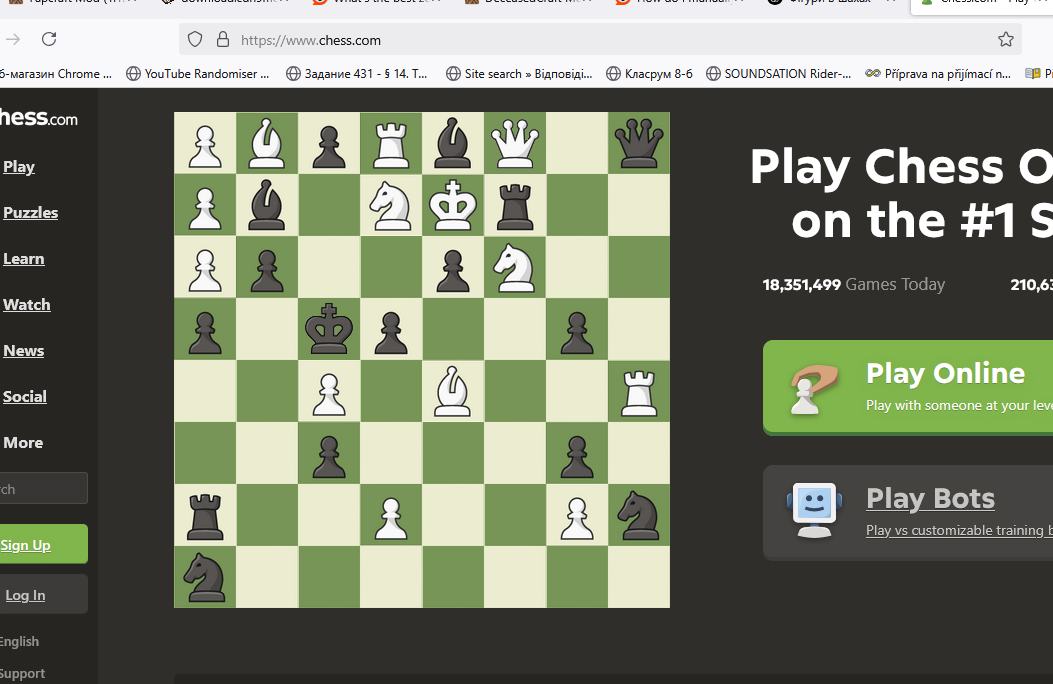 https://www.chess.com
б-магазин Chrome ...
YouTube Randomiser ...
Задание 431 - § 14. Т...
Site search » Відповіді...
Класрум 8-б
SOUNDSATION Rider-...
Příprava na přijímací n...
hess.com
Play
Puzzles
Learn
Watch
News
Social
More
rch
Sign Up
Log In
English
Support
Play Chess O
on the #1 S
18,351,499 Games Today
210,63
Play Online
Play with someone at your leve
Play Bots
Play vs customizable training b